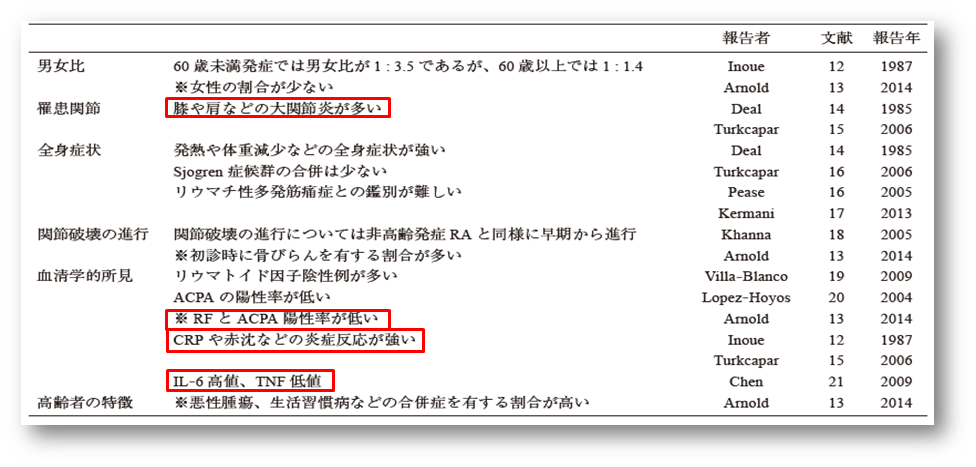 報告者 文献 報告年
男女比 60歳未満発症では男女比が1：3.5であるが、60歳以上では1：1.4 Inoue 12 1987
※女性の割合が少ない Arnold 13 2014
罹患関節 膝や肩などの大関節炎が多い Deal 14 1985
Turkcapar 15 2006
全身症状 発熱や体重減少などの全身症状が強い Deal 14 1985
Sjogren 症候群の合併は少ない Turkcapar 16 2006
リウマチ性多発筋痛症との鑑別が難しい Pease 16 2005
Kermani 17 2013
関節破壊の進行 関節破壊の進行については非高齢発症 RA と同様に早期から進行 Khanna 18 2005
※初診時に骨びらんを有する割合が多い Arnold 13 2014
血清学的所見 リウマトイド因子陰性例が多い Villa-Blanco 19 2009
ACPA の陽性率が低い Lopez-Hoyos 20 2004
※ RF と ACPA 陽性率が低い Arnold 13 2014
CRP や赤沈などの炎症反応が強い Inoue 12 1987
Turkcapar 15 2006
IL-6 高値、TNF 低値 Chen 21 2009
高齢者の特徴 ※悪性腫瘍、生活習慣病などの合併症を有する割合が高い Arnold 13 2014